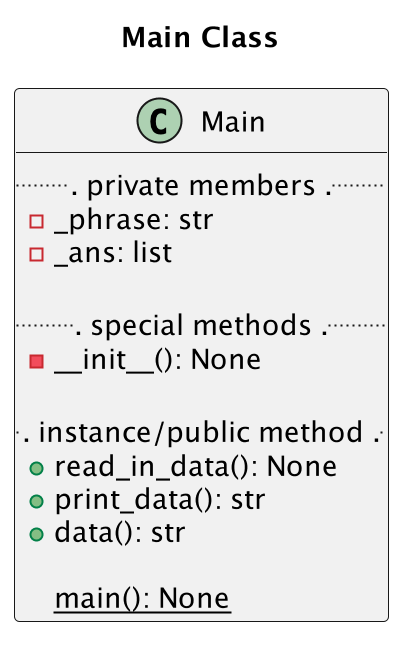 Main Class
C Main
. private members .
_phrase: str
_ans: list
. special methods .
__init__(): None
. instance/public method .
read_in_data(): None
print_data(): str
data(): str
main(): None